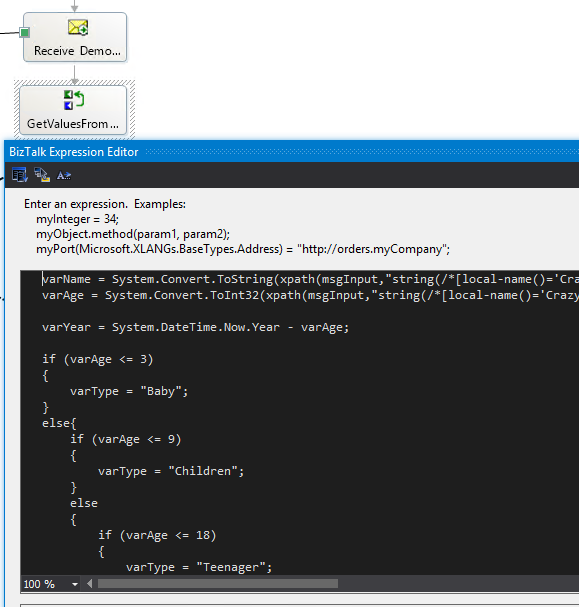 Receive Demo...
GetValuesFrom...
BizTalk Expression Editor
Enter an expression. Examples:
myInteger = 34;
myObject.method(param1, param2);
myPort(Microsoft.XLANGs.BaseTypes.Address) = "http://orders.myCompany";
varName = System.Convert.ToString(xpath(msgInput,"string(/*[local-name()='Cra
varAge = System.Convert.ToInt32(xpath(msgInput,"string(/*[local-name()='Crazy
varYear = System.DateTime.Now.Year - varAge;
if (varAge <= 3)
{
varType = "Baby";
}
else{
if (varAge <= 9)
{
varType = "Children";
}
else
{
if (varAge <= 18)
{
varType = "Teenager";
100 %